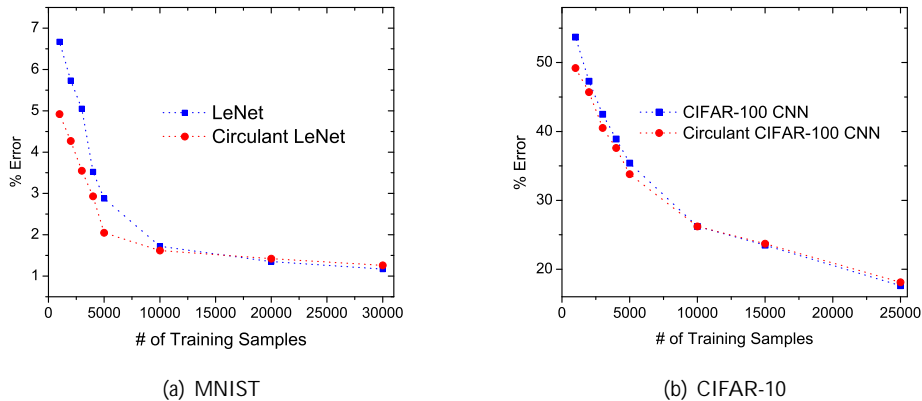 7
6
5
4
3
2
1
% Error
LeNet
Circulant LeNet
0 5000 10000 15000 20000 25000 30000
# of Training Samples
(a) MNIST
50
40
30
20
% Error
CIFAR-100 CNN
Circulant CIFAR-100 CNN
0 5000 10000 15000 20000 25000
# of Training Samples
(b) CIFAR-10